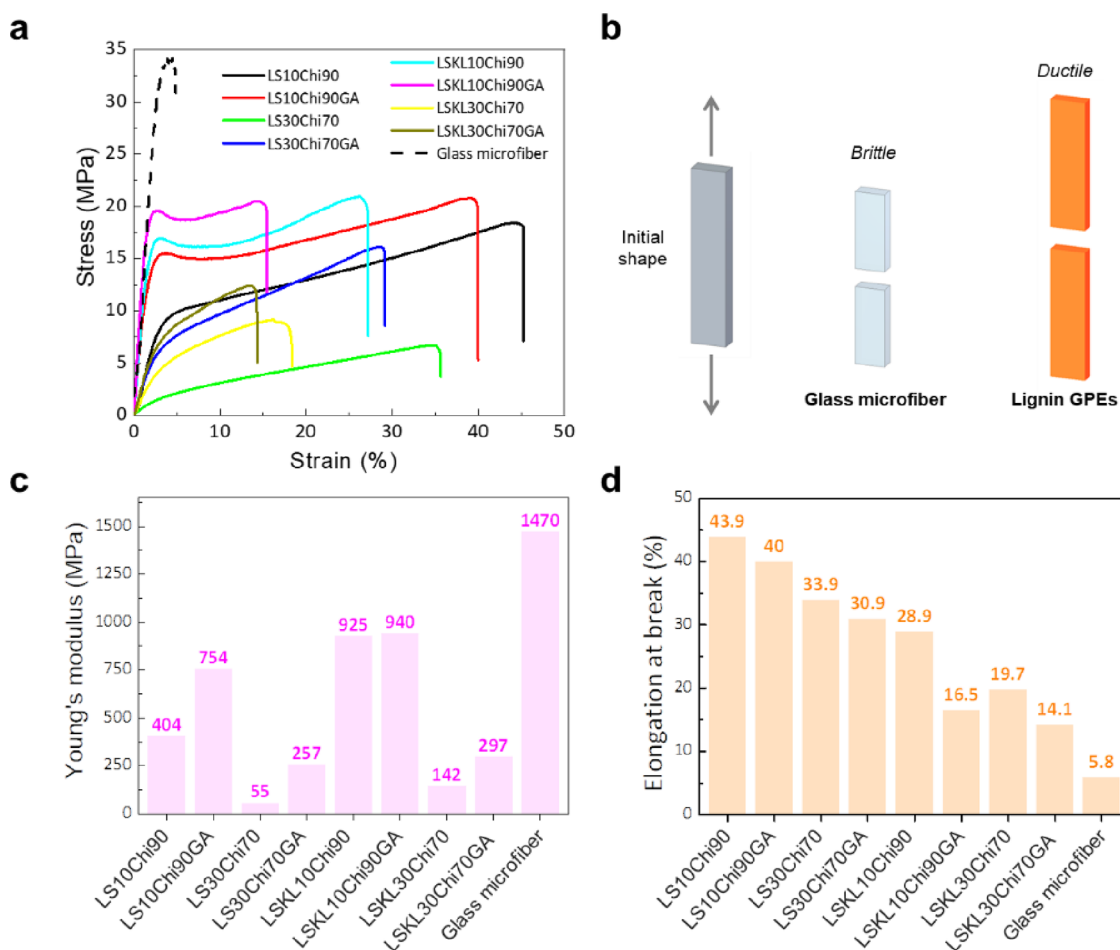 a
Stress (MPa)
35
30
25
20
15
10
5
0
0 10 20 30 40 50
Strain (%)
LS10Chi90
LS10Chi90GA
LS30Chi70
LS30Chi70GA
LSKL10Chi90
LSKL10Chi90GA
LSKL30Chi70
LSKL30Chi70GA
Glass microfiber
b
Initial
shape
Brittle
Glass microfiber
Ductile
Lignin GPEs
c
Young's modulus (MPa)
1500
1250
1000
750
500
250
0
404
754
55
257
925
940
142
297
1470
LS10Chi90
LS10Chi90GA
LS30Chi70
LS30Chi70GA
LSKL10Chi90
LSKL10Chi90GA
LSKL30Chi70
LSKL30Chi70GA
Glass microfiber
d
Elongation at break (%)
50
40
30
20
10
0
43.9
40
33.9
30.9
28.9
16.5
19.7
14.1
5.8
LS10Chi90
LS10Chi90GA
LS30Chi70
LS30Chi70GA
LSKL10Chi90
LSKL10Chi90GA
LSKL30Chi70
LSKL30Chi70GA
Glass microfiber